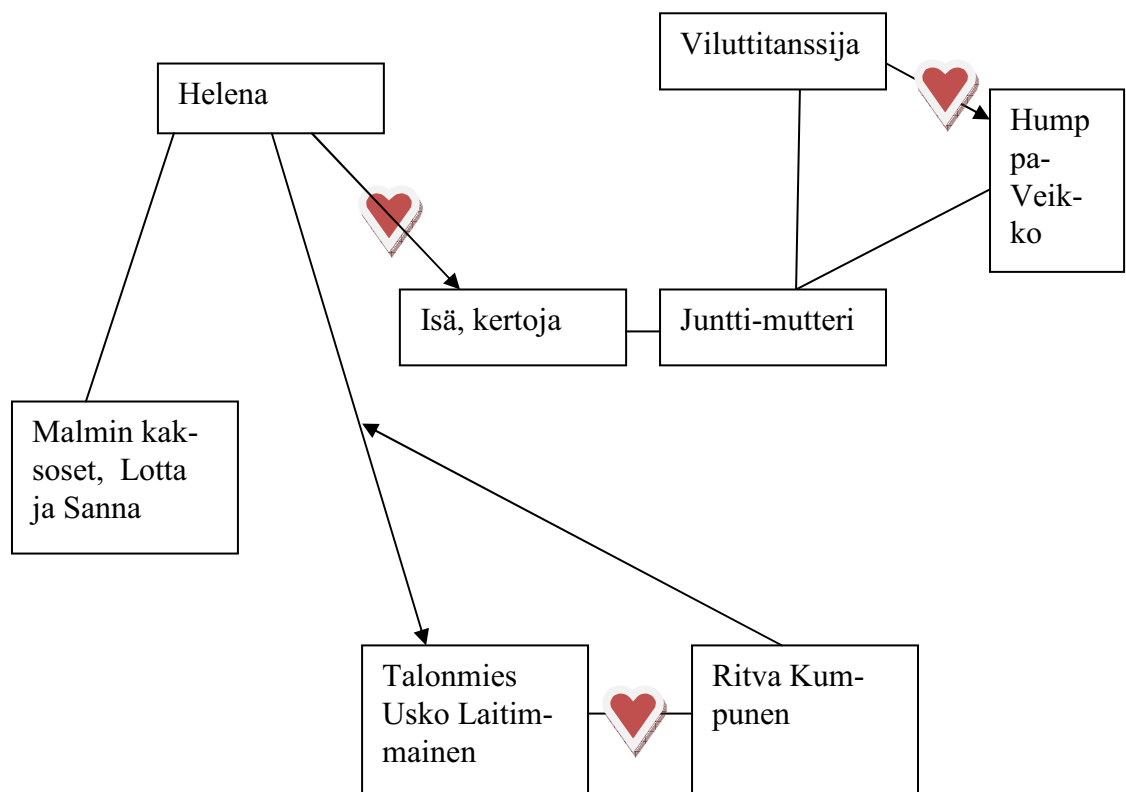 Viluttitanssija
Helena
Hump
pa-
Veik-
ko
Isä, kertoja
Juntti-mutteri
Malmin kak-
soset,  Lotta
ja Sanna
Talonmies
Usko Laitim-
mainen
Ritva Kum-
punen